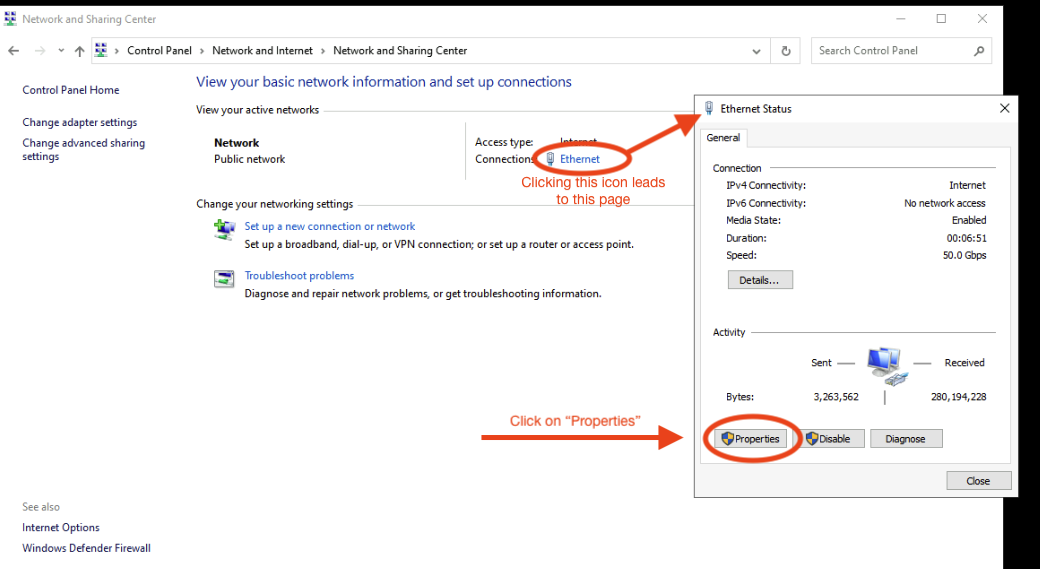 Network and Sharing Center
Control Panel > Network and Internet > Network and Sharing Center
Search Control Panel
Control Panel Home
Change adapter settings
Change advanced sharing
settings
View your basic network information and set up connections
View your active networks
Network
Public network
Access type: Internet
Connections Ethernet
Clicking this icon leads
to this page
Change your networking settings
Set up a new connection or network
Set up a broadband, dial-up, or VPN connection; or set up a router or access point.
Troubleshoot problems
Diagnose and repair network problems, or get troubleshooting information.
Click on “Properties”
See also
Internet Options
Windows Defender Firewall
Ethernet Status
General
Connection
IPv4 Connectivity: Internet
IPv6 Connectivity: No network access
Media State: Enabled
Duration: 00:06:51
Speed: 50.0 Gbps
Details...
Activity
Sent Received
Bytes: 3,263,562 280,194,228
Properties Disable Diagnose
Close